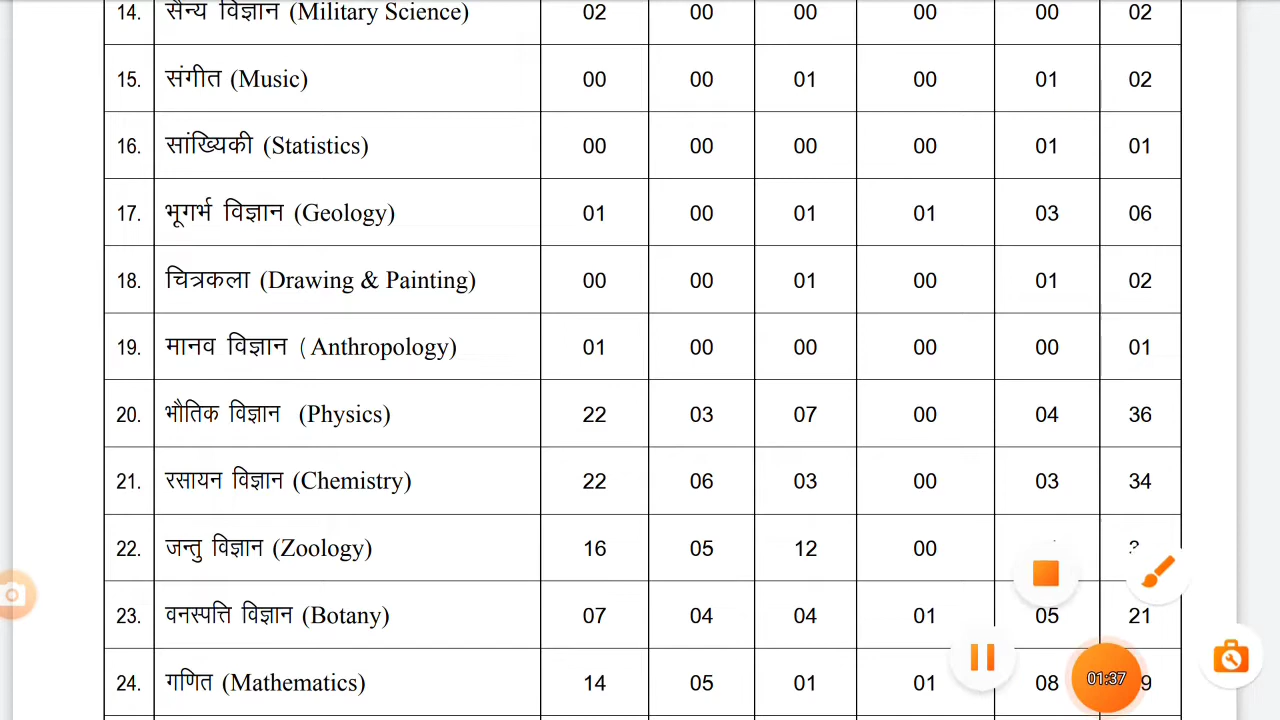 14. सैन्य विज्ञान (Military Science) 02 00 00 00 00 02
15. संगीत (Music) 00 00 01 00 01 02
16. सांख्यिकी (Statistics) 00 00 00 00 01 01
17. भूगर्भ विज्ञान (Geology) 01 00 01 01 03 06
18. चित्रकला (Drawing & Painting) 00 00 01 00 01 02
19. मानव विज्ञान (Anthropology) 01 00 00 00 00 01
20. भौतिक विज्ञान (Physics) 22 03 07 00 04 36
21. रसायन विज्ञान (Chemistry) 22 06 03 00 03 34
22. जन्तु विज्ञान (Zoology) 16 05 12 00
23. वनस्पत्ति विज्ञान (Botany) 07 04 04 01 05 21
24. गणित (Mathematics) 14 05 01 01 08
01:37